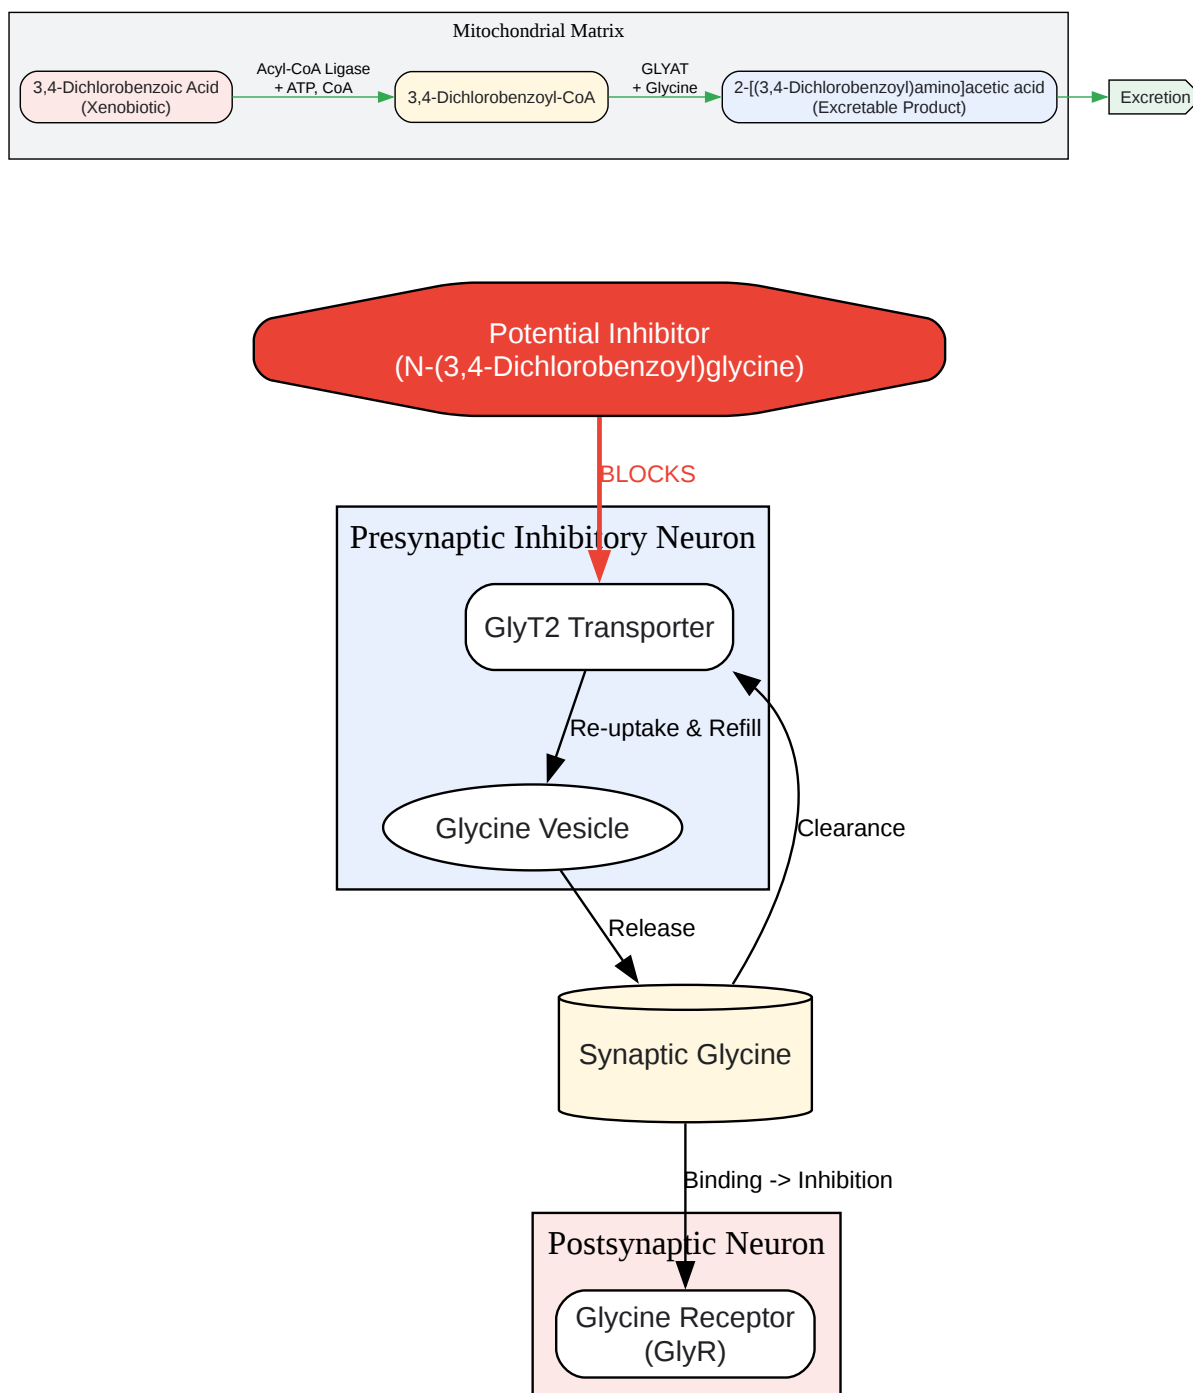 Mitochondrial Matrix
3,4-Dichlorobenzoic Acid
(Xenobiotic)
Acyl-CoA Ligase
+ ATP, CoA
3,4-Dichlorobenzoyl-CoA
GLYAT
+ Glycine
2-[(3,4-Dichlorobenzoyl)amino]acetic acid
(Excretable Product)
Excretion
Potential Inhibitor
(N-(3,4-Dichlorobenzoyl)glycine)
BLOCKS
Presynaptic Inhibitory Neuron
GlyT2 Transporter
Re-uptake & Refill
Glycine Vesicle
Clearance
Release
Synaptic Glycine
Binding -> Inhibition
Postsynaptic Neuron
Glycine Receptor
(GlyR)